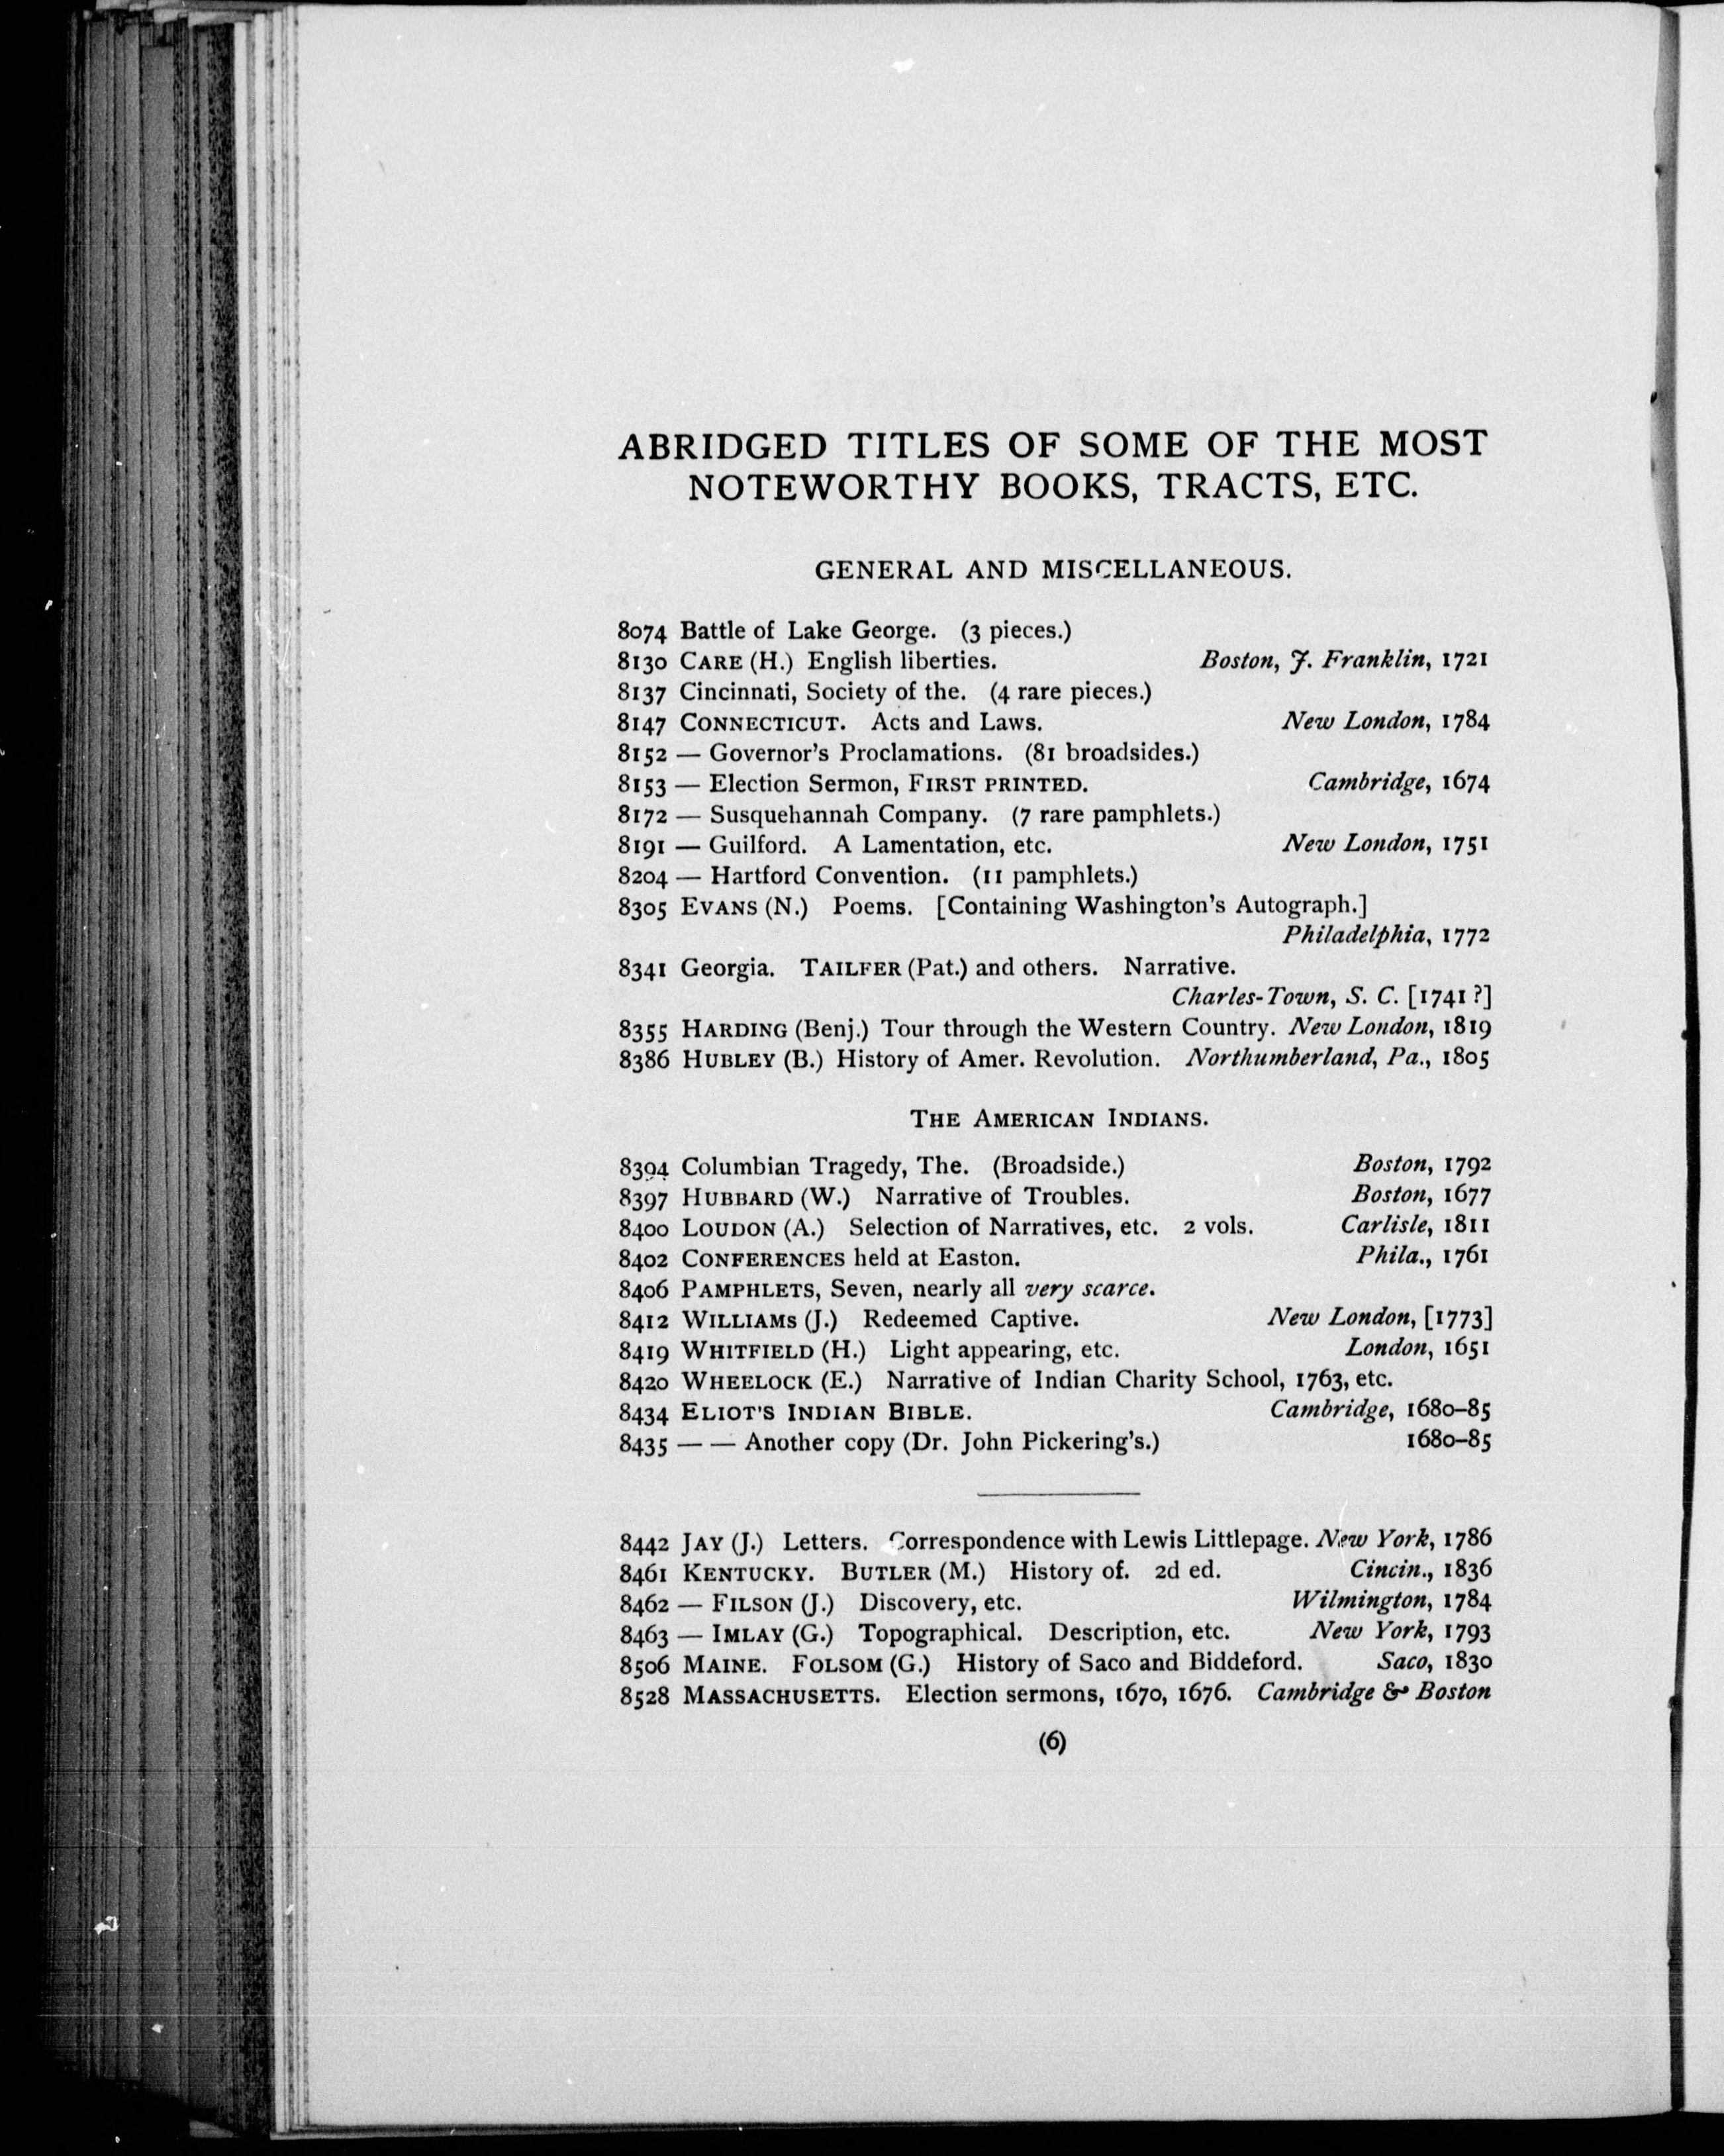 ABRIDGED TITLES OF SOME OF THE MOST
NOTEWORTHY BOOKS, TRACTS, ETC.
GENERAL AND MISCELLANEOUS.
8074 Battle of Lake George. (3 pieces.)
8130 CARE (H.) English liberties. Boston, J. Franklin, 1721
8137 Cincinnati, Society of the. (4 rare pieces.)
8147 CONNECTICUT. Acts and Laws. New London, 1784
8152 — Governor's Proclamations. (81 broadsides.)
8153 — Election Sermon, FIRST PRINTED. Cambridge, 1674
8172 — Susquehannah Company. (7 rare pamphlets.)
8191 — Guilford. A Lamentation, etc. New London, 1751
8204 — Hartford Convention. (11 pamphlets.)
8305 EVANS (N.) Poems. [Containing Washington's Autograph.]
Philadelphia, 1772
8341 Georgia. TAILFER (Pat.) and others. Narrative.
Charles-Town, S. C. [1741 ?]
8355 HARDING (Benj.) Tour through the Western Country. New London, 1819
8386 HUBLEY (B.) History of Amer. Revolution. Northumberland, Pa., 1805
THE AMERICAN INDIANS.
8394 Columbian Tragedy, The. (Broadside.) Boston, 1792
8397 HUBBARD (W.) Narrative of Troubles. Boston, 1677
8400 LOUDON (A.) Selection of Narratives, etc. 2 vols. Carlisle, 1811
8402 CONFERENCES held at Easton. Phila., 1761
8406 PAMPHLETS, Seven, nearly all very scarce.
8412 WILLIAMS (J.) Redeemed Captive. New London, [1773]
8419 WHITFIELD (H.) Light appearing, etc. London, 1651
8420 WHEELOCK (E.) Narrative of Indian Charity School, 1763, etc.
8434 ELIOT'S INDIAN BIBLE. Cambridge, 1680–85
8435 — — Another copy (Dr. John Pickering's.) 1680–85
8442 JAY (J.) Letters. Correspondence with Lewis Littlepage. New York, 1786
8461 KENTUCKY. BUTLER (M.) History of. 2d ed. Cincin., 1836
8462 — FILSON (J.) Discovery, etc. Wilmington, 1784
8463 — IMLAY (G.) Topographical. Description, etc. New York, 1793
8506 MAINE. FOLSOM (G.) History of Saco and Biddeford. Saco, 1830
8528 MASSACHUSETTS. Election sermons, 1670, 1676. Cambridge & Boston
(6)